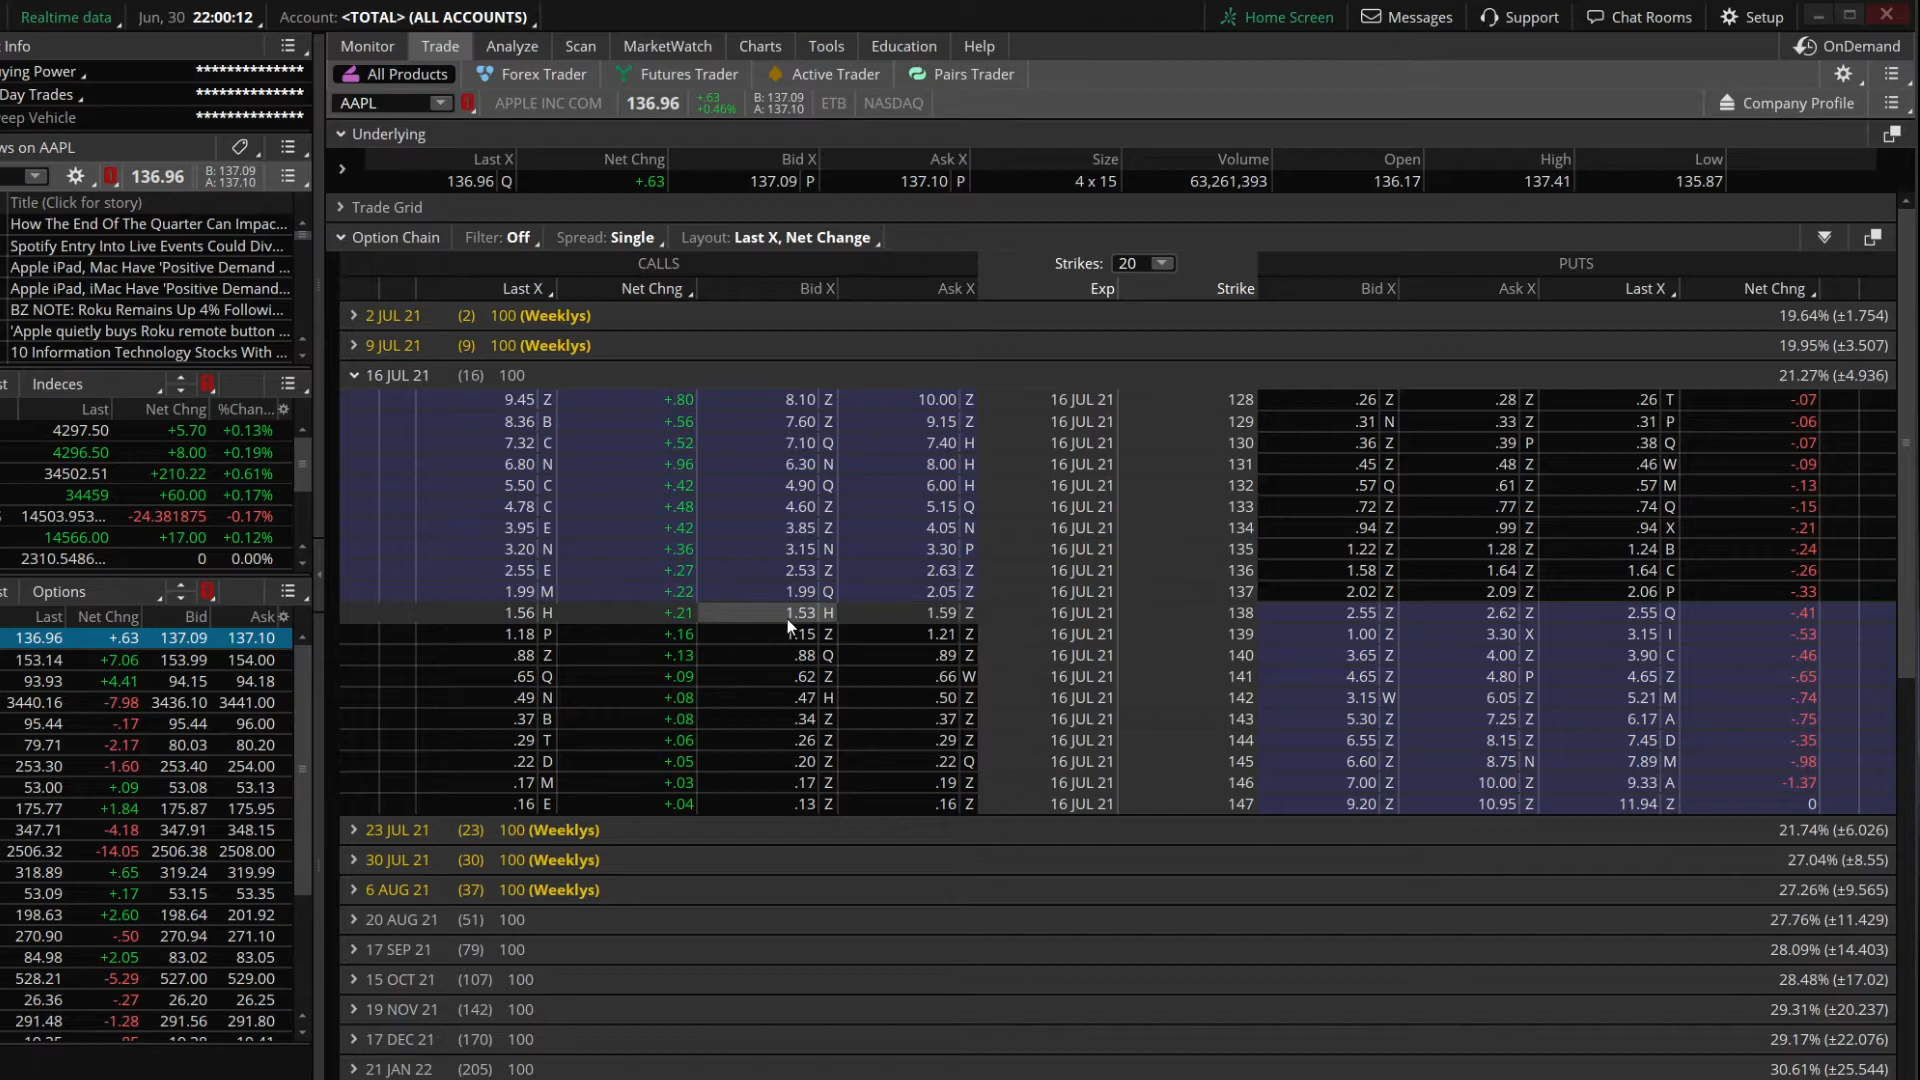 Realtime data Jun, 30 22:00:12 Account: <TOTAL> (ALL ACCOUNTS) Home Screen Messages Support Chat Rooms Setup
Info Monitor Trade Analyze Scan MarketWatch Charts Tools Education Help OnDemand
ying Power ************** All Products Forex Trader Futures Trader Active Trader Pairs Trader
Day Trades **************
AAPL APPLE INC COM 136.96 +.63 +0.46% B: 137.09 A: 137.10 ETB NASDAQ Company Profile
eep Vehicle **************
Underlying
ws on AAPL
Last X Net Chng Bid X Ask X Size Volume Open High Low
136.96 B: 137.09 A: 137.10
136.96 Q +.63 137.09 P 137.10 P 4 x 15 63,261,393 136.17 137.41 135.87
Title (Click for story)
Trade Grid
How The End Of The Quarter Can Impac...
Option Chain Filter: Off Spread: Single Layout: Last X, Net Change
Spotify Entry Into Live Events Could Div...
Apple iPad, Mac Have 'Positive Demand ...
Apple iPad, iMac Have 'Positive Demand...
BZ NOTE: Roku Remains Up 4% Followi...
'Apple quietly buys Roku remote button ...
10 Information Technology Stocks With ...
CALLS Strikes: 20 PUTS
Last X Net Chng Bid X Ask X Exp Strike Bid X Ask X Last X Net Chng
2 JUL 21 (2) 100 (Weeklys) 19.64% (±1.754)
9 JUL 21 (9) 100 (Weeklys) 19.95% (±3.507)
16 JUL 21 (16) 100 21.27% (±4.936)
9.45 Z +.80 8.10 Z 10.00 Z 16 JUL 21 128 .26 Z .28 Z .26 T -.07
8.36 B +.56 7.60 Z 9.15 Z 16 JUL 21 129 .31 N .33 Z .31 P -.06
7.32 C +.52 7.10 Q 7.40 H 16 JUL 21 130 .36 Z .39 P .38 Q -.07
6.80 N +.96 6.30 N 8.00 H 16 JUL 21 131 .45 Z .48 Z .46 W -.09
5.50 C +.42 4.90 Q 6.00 H 16 JUL 21 132 .57 Q .61 Z .57 M -.13
4.78 C +.48 4.60 Z 5.15 Q 16 JUL 21 133 .72 Z .77 Z .74 Q -.15
3.95 E +.42 3.85 Z 4.05 N 16 JUL 21 134 .94 Z .99 Z .94 X -.21
3.20 N +.36 3.15 N 3.30 P 16 JUL 21 135 1.22 Z 1.28 Z 1.24 B -.24
2.55 E +.27 2.53 Z 2.63 Z 16 JUL 21 136 1.58 Z 1.64 Z 1.64 C -.26
1.99 M +.22 1.99 Q 2.05 Z 16 JUL 21 137 2.02 Z 2.09 Z 2.06 P -.33
1.56 H +.21 1.53 H 1.59 Z 16 JUL 21 138 2.55 Z 2.62 Z 2.55 Q -.41
1.18 P +.16 15 Z 1.21 Z 16 JUL 21 139 1.00 Z 3.30 X 3.15 I -.53
.88 Z +.13 .88 Q .89 Z 16 JUL 21 140 3.65 Z 4.00 Z 3.90 C -.46
.65 Q +.09 .62 Z .66 W 16 JUL 21 141 4.65 Z 4.80 P 4.65 Z -.65
.49 N +.08 .47 H .50 Z 16 JUL 21 142 3.15 W 6.05 Z 5.21 M -.74
.37 B +.08 .34 Z .37 Z 16 JUL 21 143 5.30 Z 7.25 Z 6.17 A -.75
.29 T +.06 .26 Z .29 Z 16 JUL 21 144 6.55 Z 8.15 Z 7.45 D -.35
.22 D +.05 .20 Z .22 Q 16 JUL 21 145 6.60 Z 8.75 N 7.89 M -.98
.17 M +.03 .17 Z .19 Z 16 JUL 21 146 7.00 Z 10.00 Z 9.33 A -1.37
.16 E +.04 .13 Z .16 Z 16 JUL 21 147 9.20 Z 10.95 Z 11.94 Z 0
23 JUL 21 (23) 100 (Weeklys) 21.74% (±6.026)
30 JUL 21 (30) 100 (Weeklys) 27.04% (±8.55)
6 AUG 21 (37) 100 (Weeklys) 27.26% (±9.565)
20 AUG 21 (51) 100 27.76% (±11.429)
17 SEP 21 (79) 100 28.09% (±14.403)
15 OCT 21 (107) 100 28.48% (±17.02)
19 NOV 21 (142) 100 29.31% (±20.237)
17 DEC 21 (170) 100 29.17% (±22.076)
21 JAN 22 (205) 100 30.61% (±25.544)
st Indeces
Last Net Chng %Chan...
4297.50 +5.70 +0.13%
4296.50 +8.00 +0.19%
34502.51 +210.22 +0.61%
34459 +60.00 +0.17%
14503.953... -24.381875 -0.17%
14566.00 +17.00 +0.12%
2310.5486... 0 0.00%
st Options
Last Net Chng Bid Ask
136.96 +.63 137.09 137.10
153.14 +7.06 153.99 154.00
93.93 +4.41 94.15 94.18
3440.16 -7.98 3436.10 3441.00
95.44 -.17 95.44 96.00
79.71 -2.17 80.03 80.20
253.30 -1.60 253.40 254.00
53.00 +.09 53.08 53.13
175.77 +1.84 175.87 175.95
347.71 -4.18 347.91 348.15
2506.32 -14.05 2506.38 2508.00
318.89 +.65 319.24 319.99
53.09 +.17 53.15 53.35
198.63 +2.60 198.64 201.92
270.90 -.50 270.94 271.10
84.98 +2.05 83.02 83.05
528.21 -5.29 527.00 529.00
26.36 -.27 26.20 26.25
291.48 -1.28 291.56 291.80